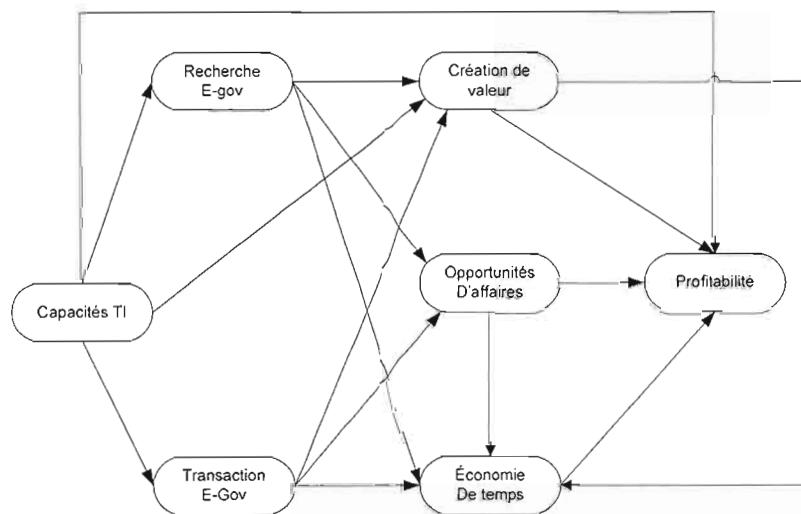 Recherche
E-gov
Création de
valeur
Opportunités
D'affaires
Profitabilité
Capacités TI
Transaction
E-Gov
Économie
De temps